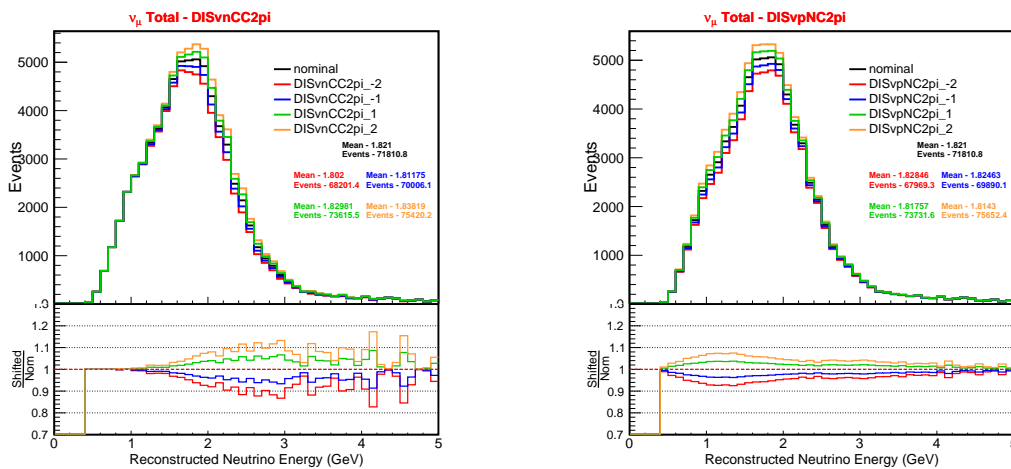 ν_μ Total - DISvnCC2pi
Events
5000
4000
3000
2000
1000
nominal
DISvnCC2pi_-2
DISvnCC2pi_-1
DISvnCC2pi_1
DISvnCC2pi_2
Mean - 1.821
Events - 71810.8
Mean - 1.802 Mean - 1.81175
Events - 68201.4 Events - 70006.1
Mean - 1.82981 Mean - 1.83819
Events - 73615.5 Events - 75420.2
Shifted
Norm
1.2
1.1
1
0.9
0.8
0.7
0 1 2 3 4 5
Reconstructed Neutrino Energy (GeV)
ν_μ Total - DISvpNC2pi
Events
5000
4000
3000
2000
1000
nominal
DISvpNC2pi_-2
DISvpNC2pi_-1
DISvpNC2pi_1
DISvpNC2pi_2
Mean - 1.821
Events - 71810.8
Mean - 1.82846 Mean - 1.82463
Events - 67969.3 Events - 69890.1
Mean - 1.81757 Mean - 1.8143
Events - 73731.6 Events - 75652.4
Shifted
Norm
1.2
1.1
1
0.9
0.8
0.7
0 1 2 3 4 5
Reconstructed Neutrino Energy (GeV)